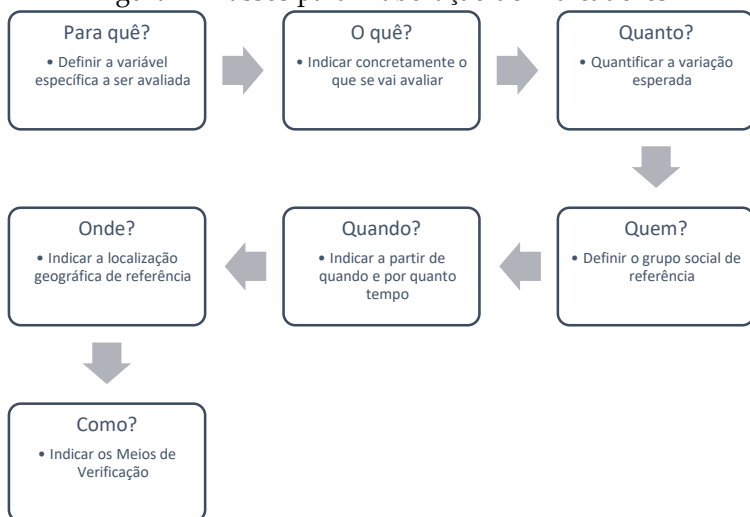 Para quê?
• Definir a variável
específica a ser avaliada
O quê?
• Indicar concretamente o
que se vai avaliar
Quanto?
• Quantificar a variação
esperada
Quem?
• Definir o grupo social de
referência
Quando?
• Indicar a partir de
quando e por quanto
tempo
Onde?
• Indicar a localização
geográfica de referência
Como?
• Indicar os Meios de
Verificação